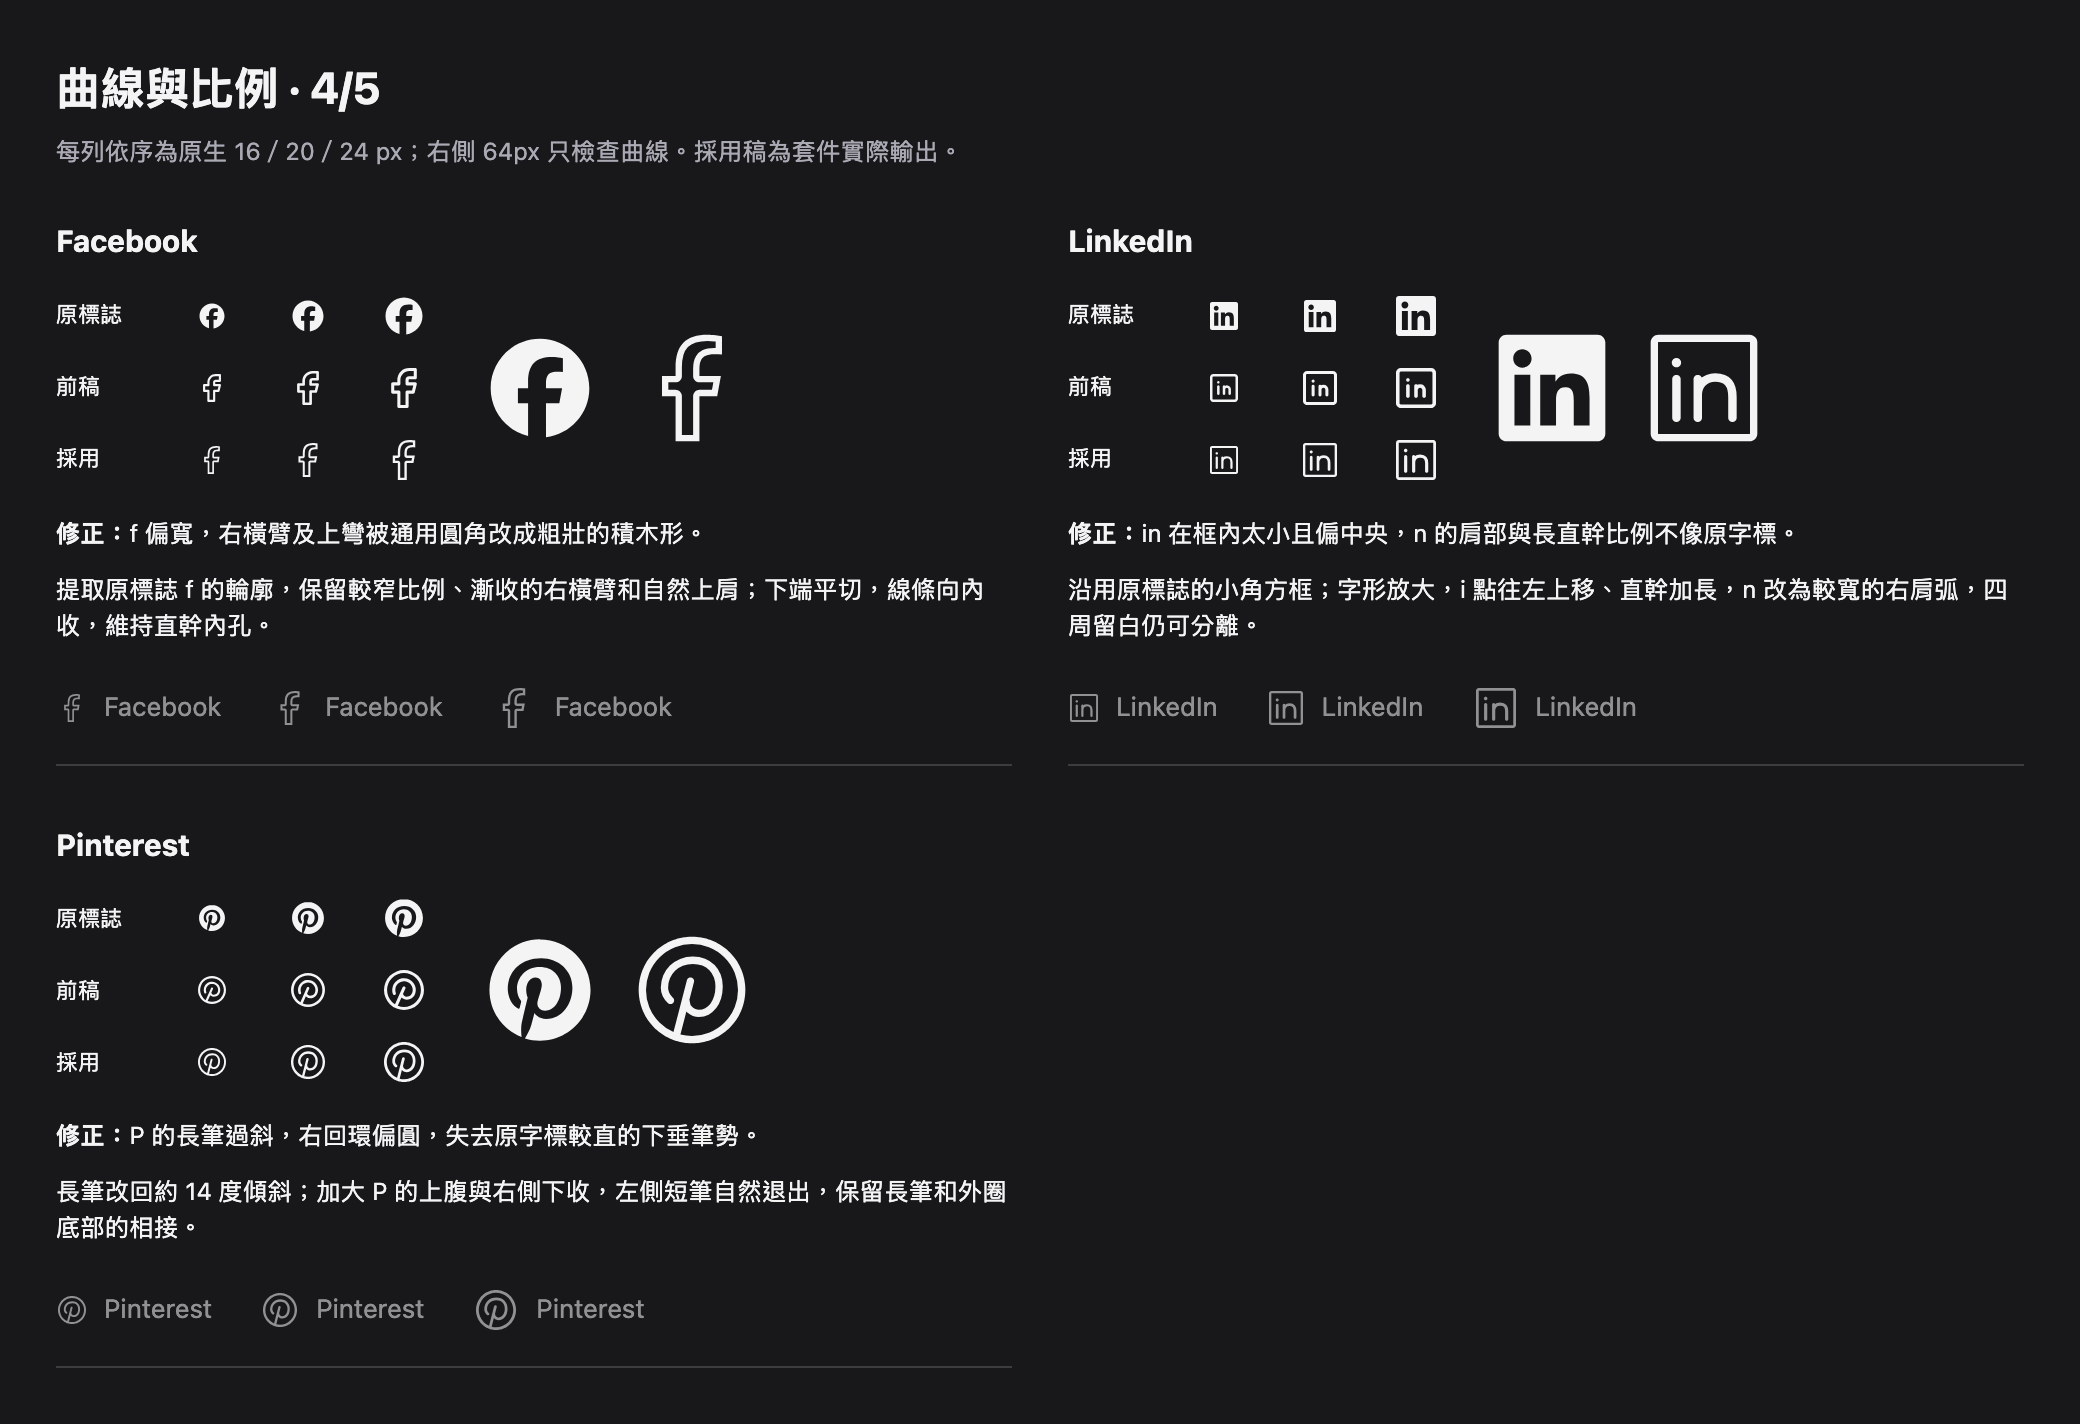 曲線與比例 · 4/5
每列依序為原生 16 / 20 / 24 px；右側 64px 只檢查曲線。採用稿為套件實際輸出。
Facebook
原標誌
前稿
採用
修正：f 偏寬，右橫臂及上彎被通用圓角改成粗壯的積木形。
提取原標誌 f 的輪廓，保留較窄比例、漸收的右橫臂和自然上肩；下端平切，線條向內
收，維持直幹內孔。
Facebook Facebook Facebook
LinkedIn
原標誌
前稿
採用
修正：in 在框內太小且偏中央，n 的肩部與長直幹比例不像原字標。
沿用原標誌的小角方框；字形放大，i 點往左上移、直幹加長，n 改為較寬的右肩弧，四
周留白仍可分離。
LinkedIn LinkedIn LinkedIn
Pinterest
原標誌
前稿
採用
修正：P 的長筆過斜，右回環偏圓，失去原字標較直的下垂筆勢。
長筆改回約 14 度傾斜；加大 P 的上腹與右側下收，左側短筆自然退出，保留長筆和外圈
底部的相接。
Pinterest Pinterest Pinterest